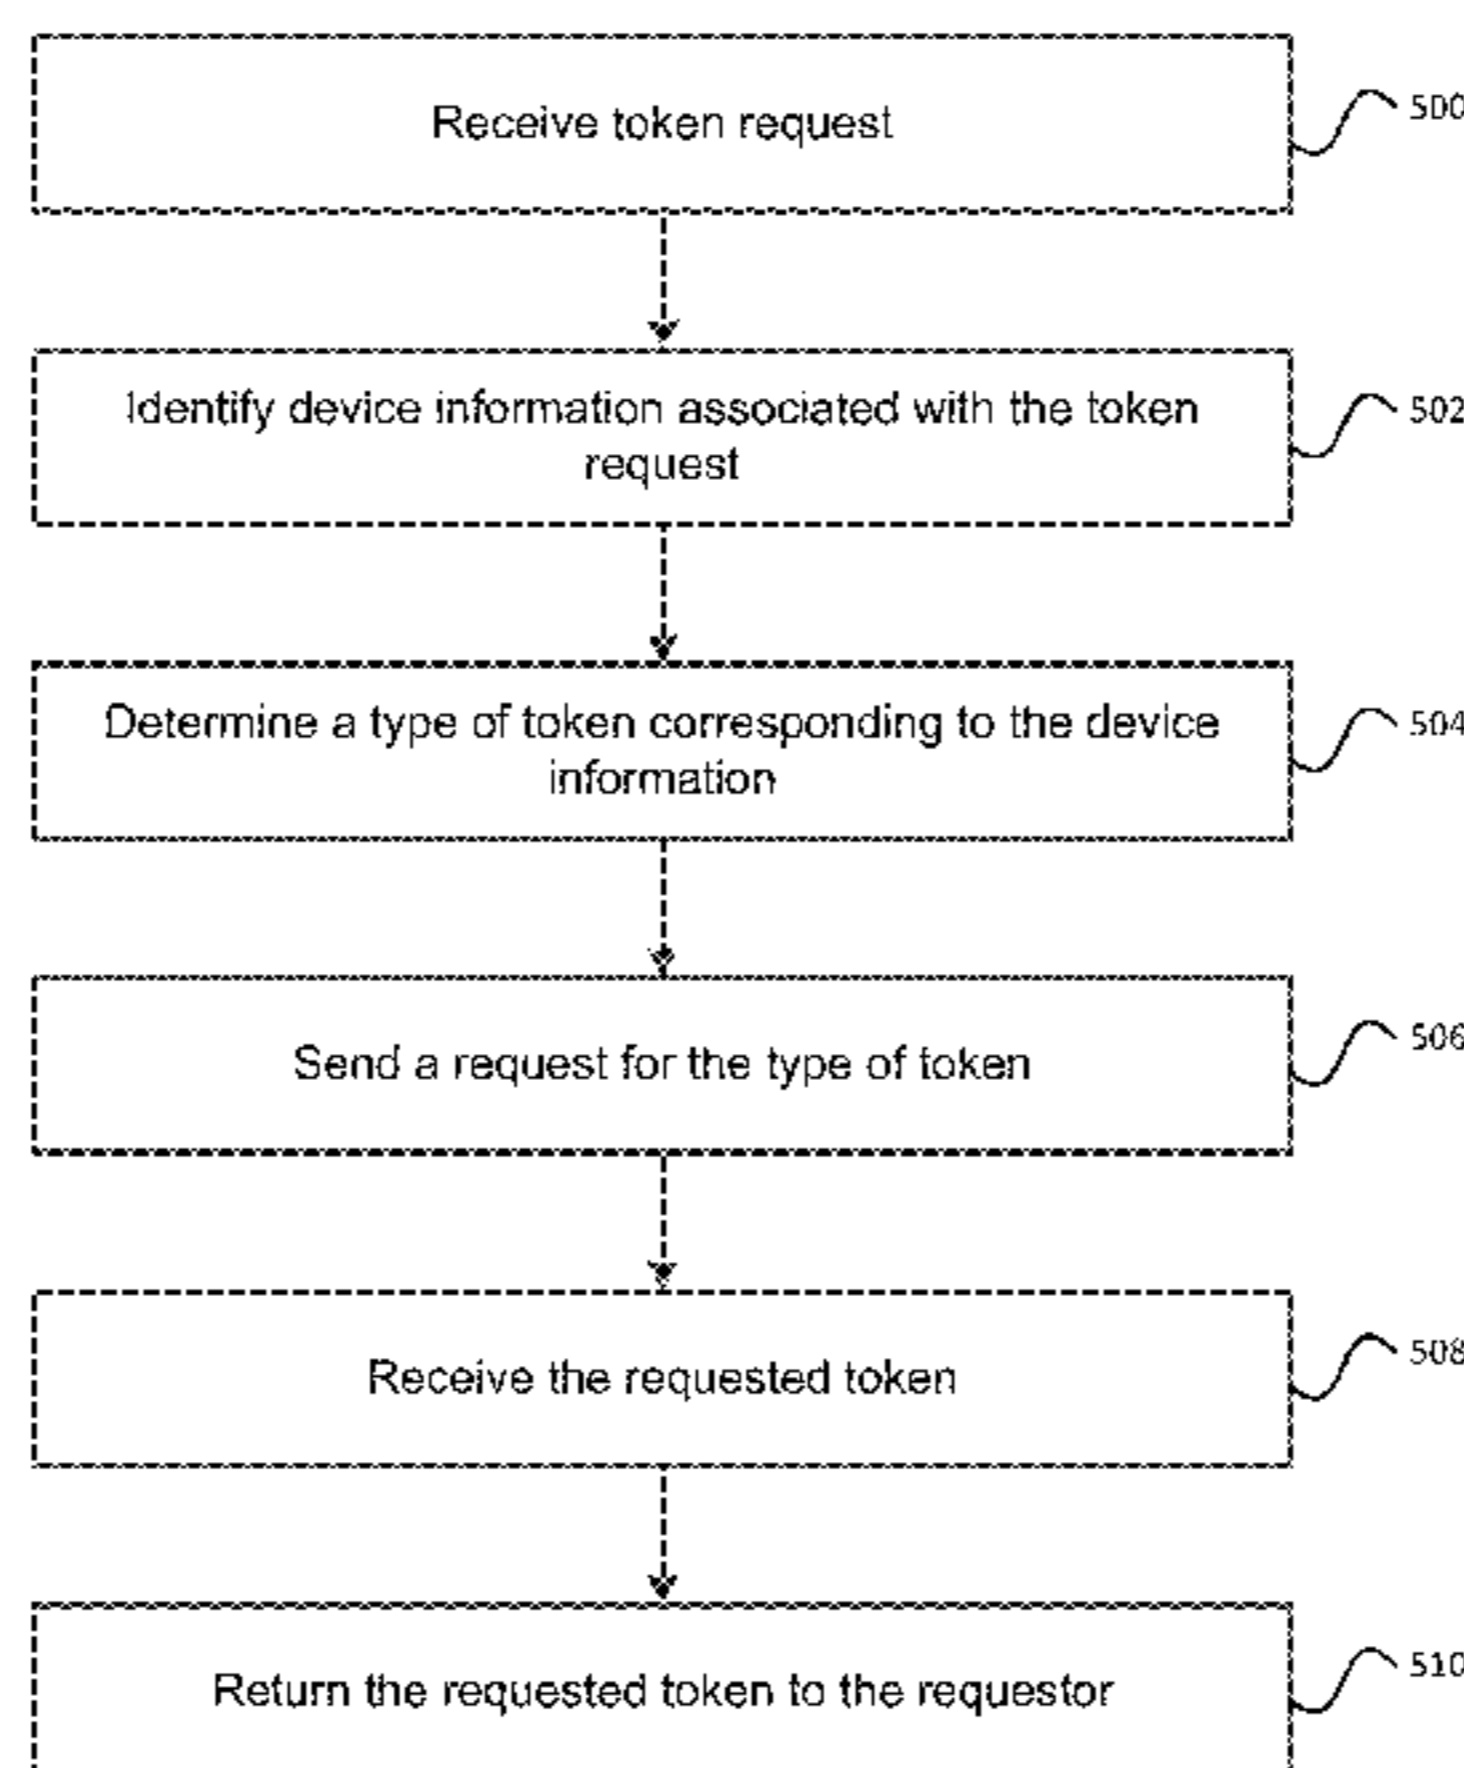 Receive token request
500
Identify device information associated with the token
request
502
Determine a type of token corresponding to the device
information
504
Send a request for the type of token
506
Receive the requested token
508
Return the requested token to the requestor
510